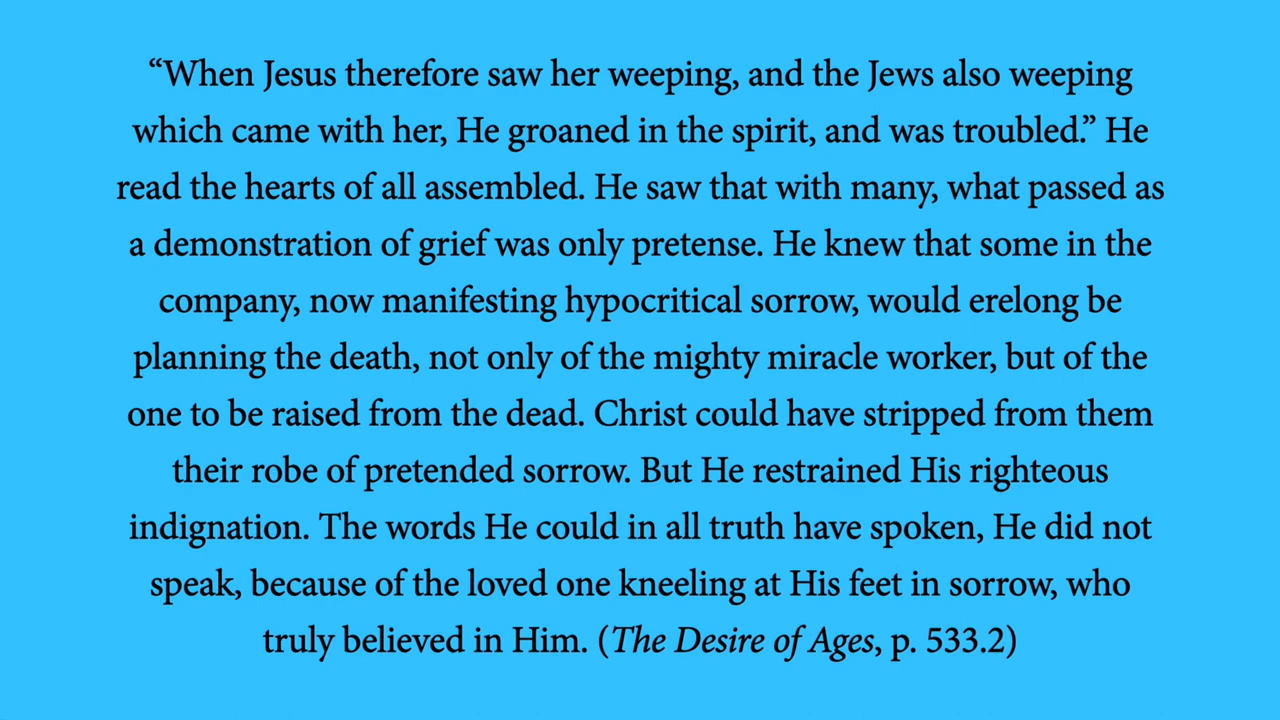 “When Jesus therefore saw her weeping, and the Jews also weeping
which came with her, He groaned in the spirit, and was troubled.” He
read the hearts of all assembled. He saw that with many, what passed as
a demonstration of grief was only pretense. He knew that some in the
company, now manifesting hypocritical sorrow, would erelong be
planning the death, not only of the mighty miracle worker, but of the
one to be raised from the dead. Christ could have stripped from them
their robe of pretended sorrow. But He restrained His righteous
indignation. The words He could in all truth have spoken, He did not
speak, because of the loved one kneeling at His feet in sorrow, who
truly believed in Him. (The Desire of Ages, p. 533.2)